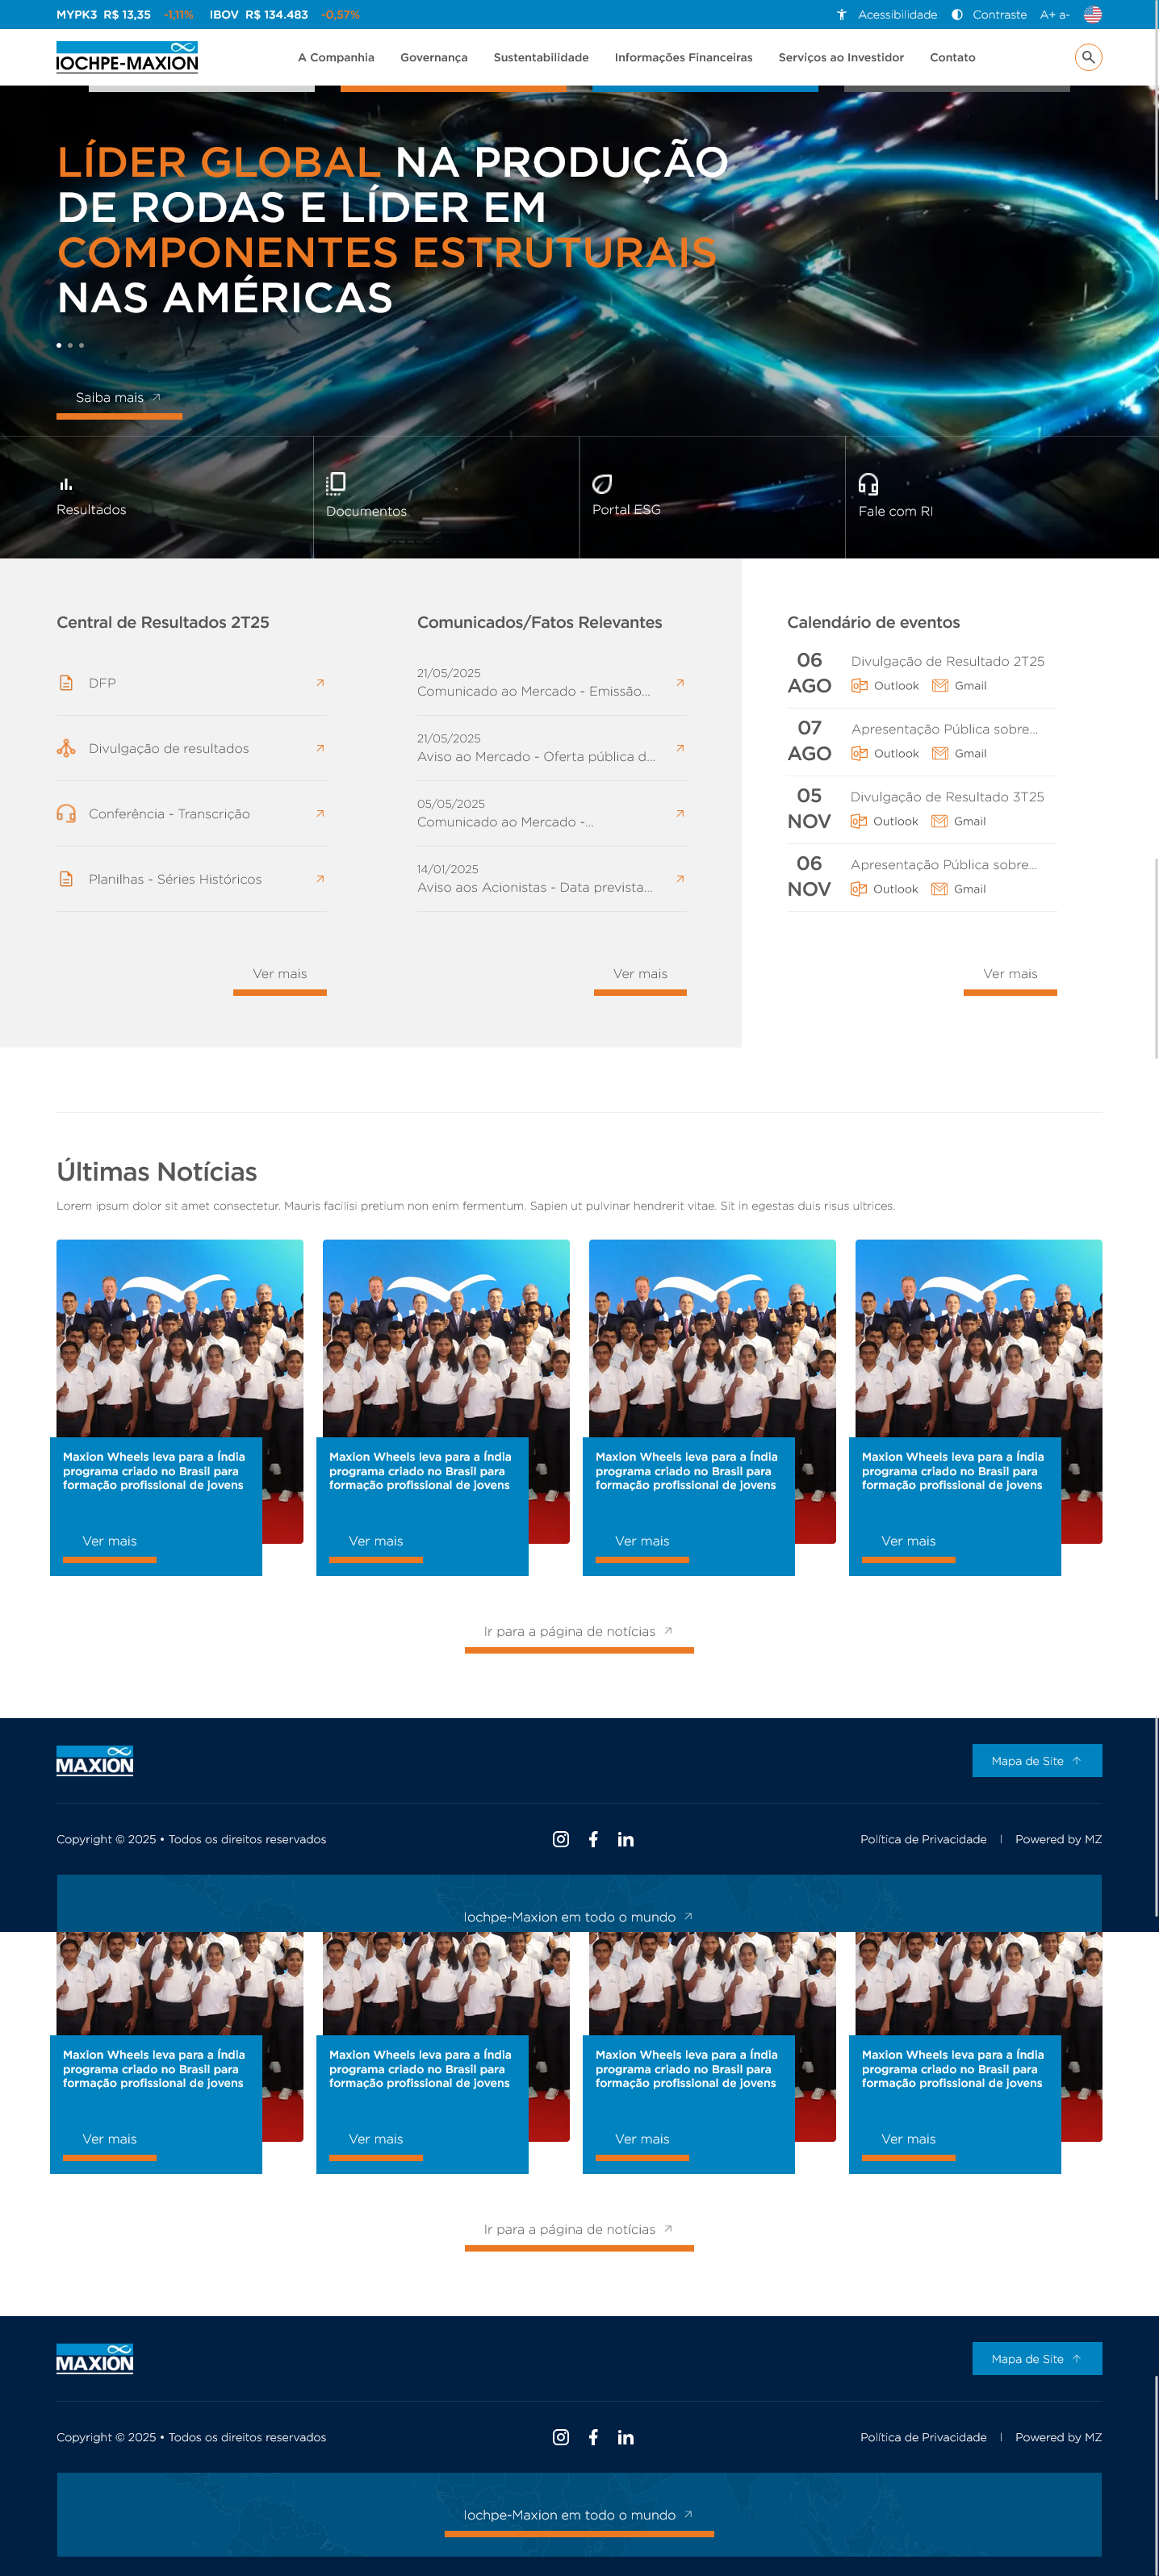 MYPK3 R$ 13,35 -1,11% IBOV R$ 134.483 -0,57% Acessibilidade Contraste A+ a-
IOCHPE-MAXION
A Companhia Governança Sustentabilidade Informações Financeiras Serviços ao Investidor Contato
LÍDER GLOBAL NA PRODUÇÃO
DE RODAS E LÍDER EM
COMPONENTES ESTRUTURAIS
NAS AMÉRICAS
Saiba mais
Resultados
Documentos
Portal ESG
Fale com RI
Central de Resultados 2T25
DFP
Divulgação de resultados
Conferência - Transcrição
Planilhas - Séries Históricos
Ver mais
Comunicados/Fatos Relevantes
21/05/2025
Comunicado ao Mercado - Emissão...
21/05/2025
Aviso ao Mercado - Oferta pública d...
05/05/2025
Comunicado ao Mercado -...
14/01/2025
Aviso aos Acionistas - Data prevista...
Ver mais
Calendário de eventos
06
AGO
Divulgação de Resultado 2T25
Outlook Gmail
07
AGO
Apresentação Pública sobre...
Outlook Gmail
05
NOV
Divulgação de Resultado 3T25
Outlook Gmail
06
NOV
Apresentação Pública sobre...
Outlook Gmail
Ver mais
Últimas Notícias
Lorem ipsum dolor sit amet consectetur. Mauris facilisi pretium non enim fermentum. Sapien ut pulvinar hendrerit vitae. Sit in egestas duis risus ultrices.
Maxion Wheels leva para a Índia
programa criado no Brasil para
formação profissional de jovens
Ver mais
Maxion Wheels leva para a Índia
programa criado no Brasil para
formação profissional de jovens
Ver mais
Maxion Wheels leva para a Índia
programa criado no Brasil para
formação profissional de jovens
Ver mais
Maxion Wheels leva para a Índia
programa criado no Brasil para
formação profissional de jovens
Ver mais
Ir para a página de notícias
MAXION
Mapa de Site
Copyright © 2025 • Todos os direitos reservados
Política de Privacidade | Powered by MZ
Iochpe-Maxion em todo o mundo
Maxion Wheels leva para a Índia
programa criado no Brasil para
formação profissional de jovens
Ver mais
Maxion Wheels leva para a Índia
programa criado no Brasil para
formação profissional de jovens
Ver mais
Maxion Wheels leva para a Índia
programa criado no Brasil para
formação profissional de jovens
Ver mais
Maxion Wheels leva para a Índia
programa criado no Brasil para
formação profissional de jovens
Ver mais
Ir para a página de notícias
MAXION
Mapa de Site
Copyright © 2025 • Todos os direitos reservados
Política de Privacidade | Powered by MZ
Iochpe-Maxion em todo o mundo